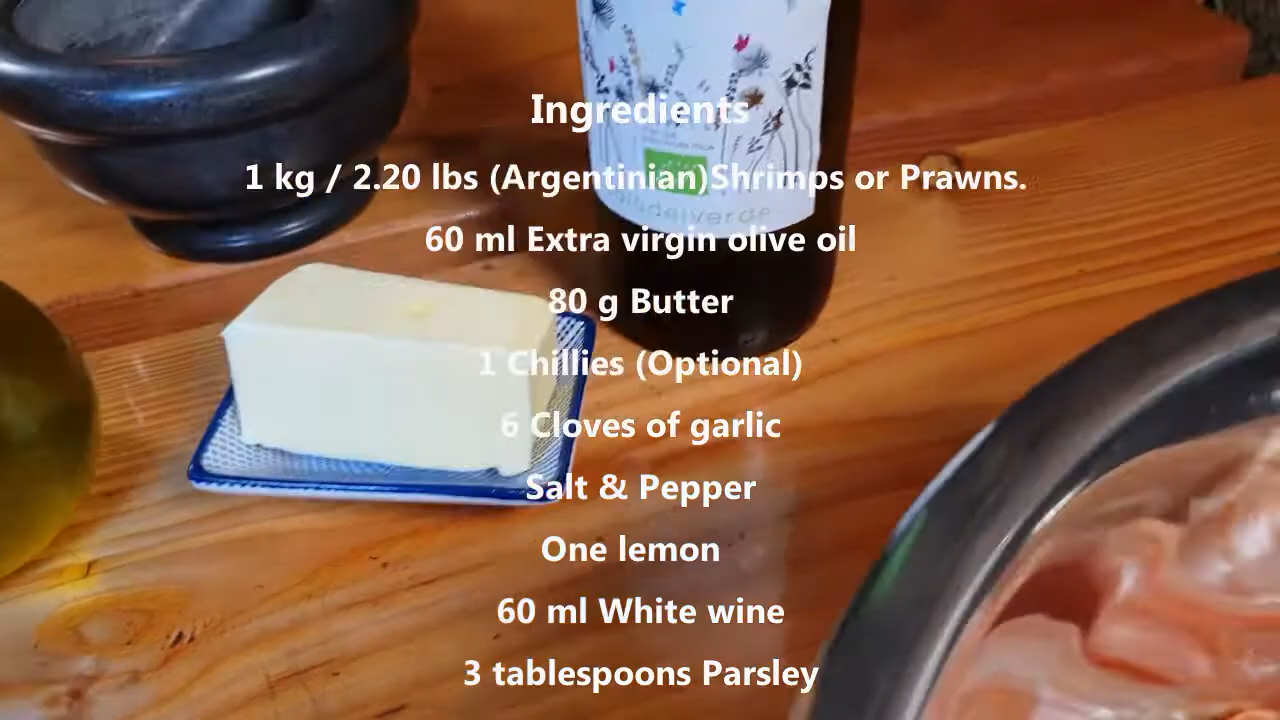 Ingredients
1 kg / 2.20 lbs (Argentinian)Shrimps or Prawns.
60 ml Extra virgin olive oil
80 g Butter
1 Chillies (Optional)
6 Cloves of garlic
Salt & Pepper
One lemon
60 ml White wine
3 tablespoons Parsley